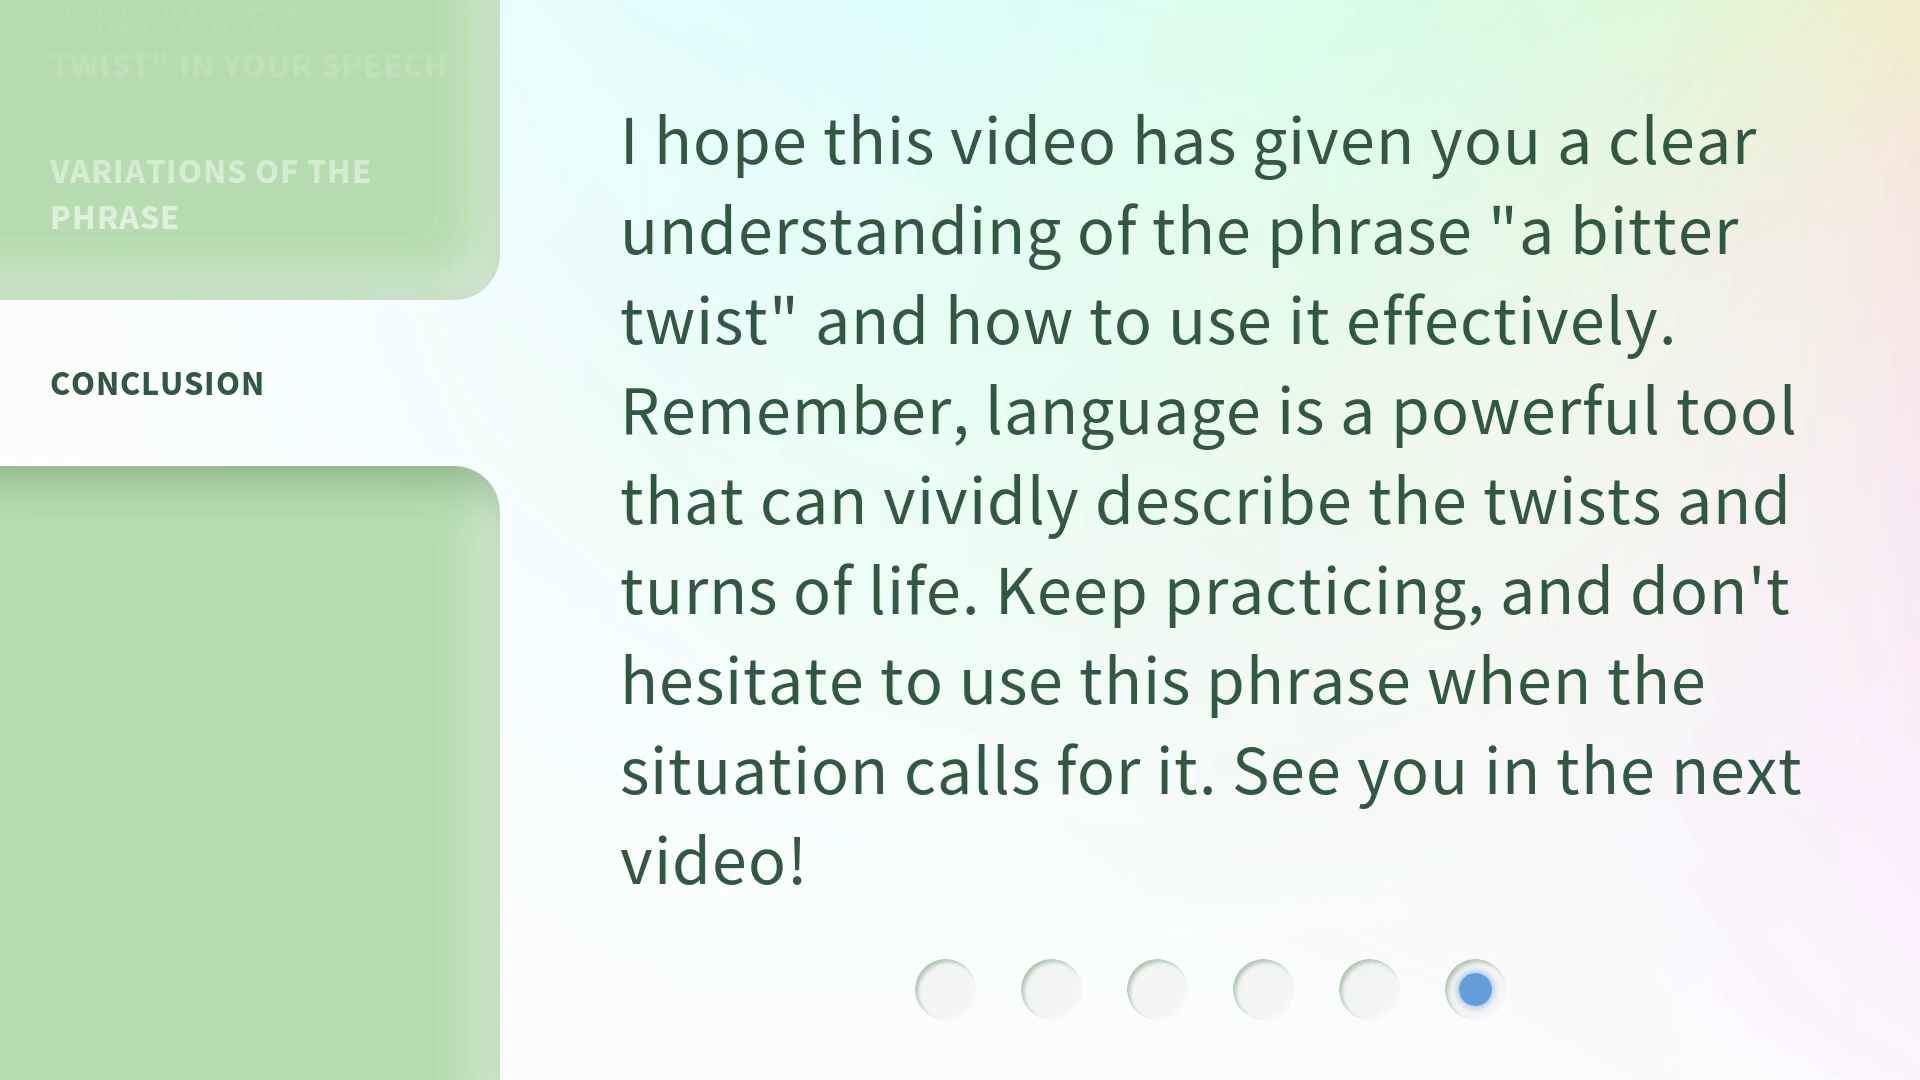 USING "A BITTER
TWIST" IN YOUR SPEECH
VARIATIONS OF THE
PHRASE
CONCLUSION
I hope this video has given you a clear
understanding of the phrase "a bitter
twist" and how to use it effectively.
Remember, language is a powerful tool
that can vividly describe the twists and
turns of life. Keep practicing, and don't
hesitate to use this phrase when the
situation calls for it. See you in the next
video!